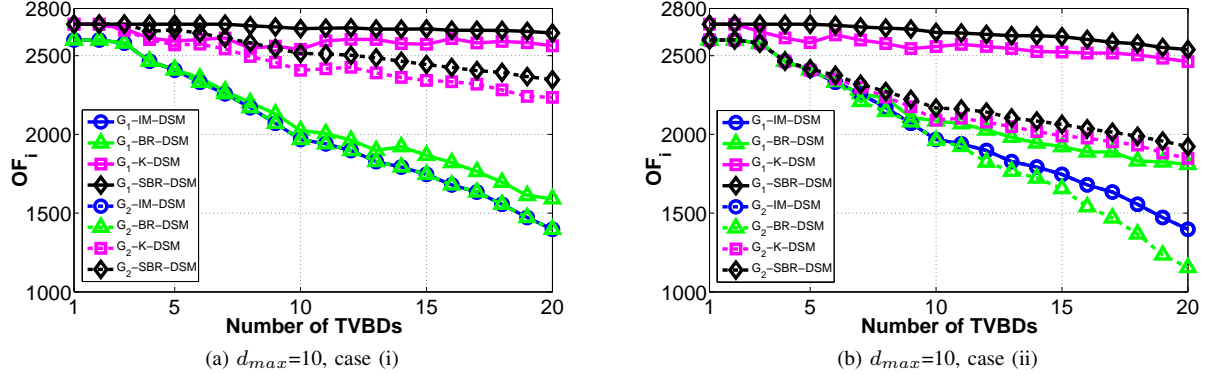 2800
2500
2000
1500
1000
OF_i
G_1-IM-DSM
G_1-BR-DSM
G_1-K-DSM
G_1-SBR-DSM
G_2-IM-DSM
G_2-BR-DSM
G_2-K-DSM
G_2-SBR-DSM
1 5 10 15 20
Number of TVBDs
(a) d_{max}=10, case (i)
2800
2500
2000
1500
1000
OF_i
G_1-IM-DSM
G_1-BR-DSM
G_1-K-DSM
G_1-SBR-DSM
G_2-IM-DSM
G_2-BR-DSM
G_2-K-DSM
G_2-SBR-DSM
1 5 10 15 20
Number of TVBDs
(b) d_{max}=10, case (ii)